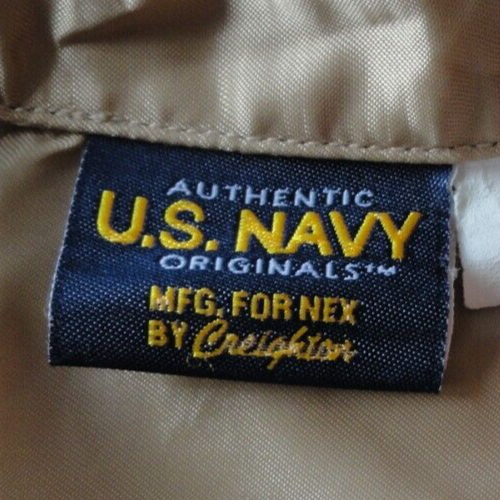 AUTHENTIC
U.S. NAVY
ORIGINALS™
MFG. FOR NEX
BY Creighton